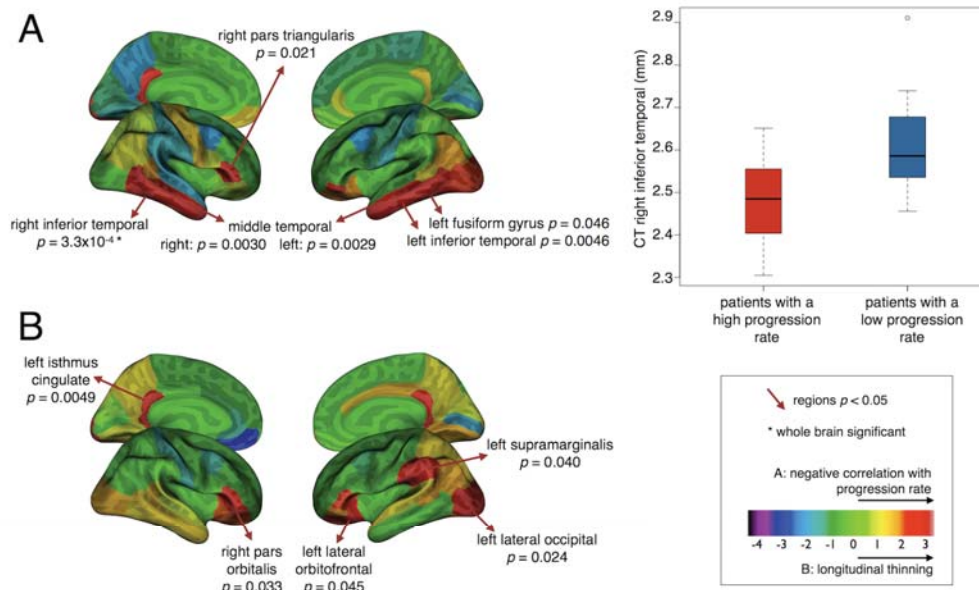 A
right pars triangularis
p = 0.021
right inferior temporal
p = 3.3x10-4 *
middle temporal
right: p = 0.0030 left: p = 0.0029
left fusiform gyrus p = 0.046
left inferior temporal p = 0.0046
CT right inferior temporal (mm)
2.9
2.8
2.7
2.6
2.5
2.4
2.3
patients with a
high progression
rate
patients with a
low progression
rate
B
left isthmus
cingulate
p = 0.0049
left supramarginalis
p = 0.040
left lateral occipital
p = 0.024
right pars
orbitalis
p = 0.033
left lateral
orbitofrontal
p = 0.045
regions p < 0.05
* whole brain significant
A: negative correlation with
progression rate
-4 -3 -2 -1 0 1 2 3
B: longitudinal thinning